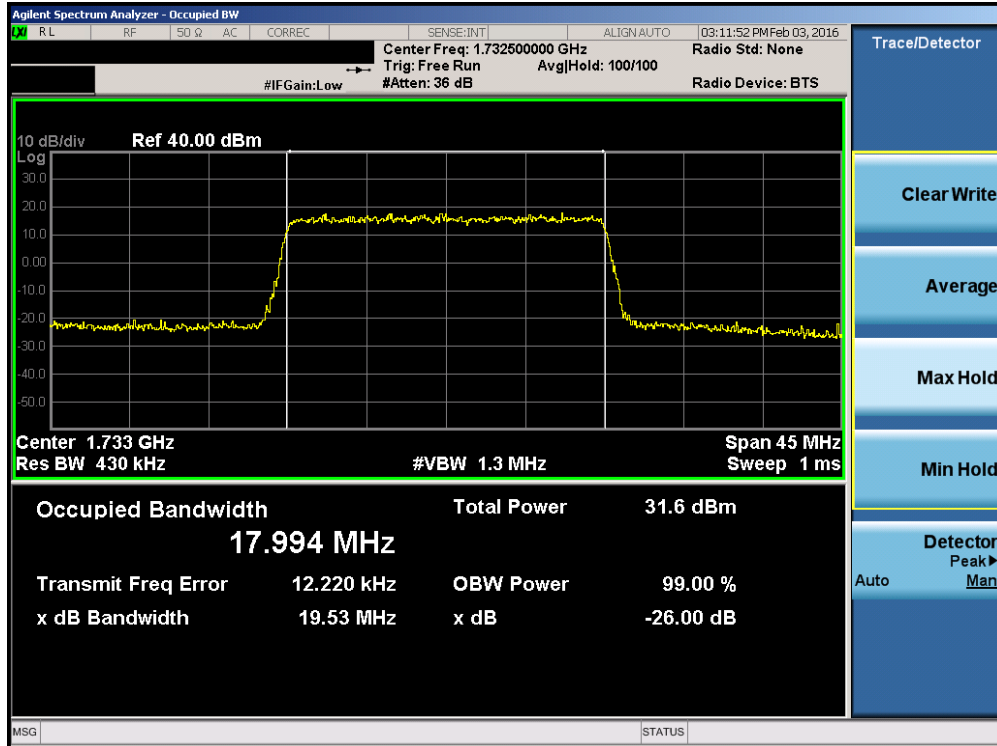 Agilent Spectrum Analyzer - Occupied BW
LXI RL RF 50 Ω AC CORREC SENSE:INT ALIGN AUTO 03:11:52 PM Feb 03, 2016
Center Freq: 1.732500000 GHz Radio Std: None
Trig: Free Run Avg|Hold: 100/100
#IFGain:Low #Atten: 36 dB Radio Device: BTS
10 dB/div Ref 40.00 dBm
Log
30.0
20.0
10.0
0.00
-10.0
-20.0
-30.0
-40.0
-50.0
Center 1.733 GHz Span 45 MHz
Res BW 430 kHz #VBW 1.3 MHz Sweep 1 ms
Occupied Bandwidth Total Power 31.6 dBm
17.994 MHz
Transmit Freq Error 12.220 kHz OBW Power 99.00 %
x dB Bandwidth 19.53 MHz x dB -26.00 dB
MSG STATUS
Trace/Detector
Clear Write
Average
Max Hold
Min Hold
Detector
Peak▶
Auto Man